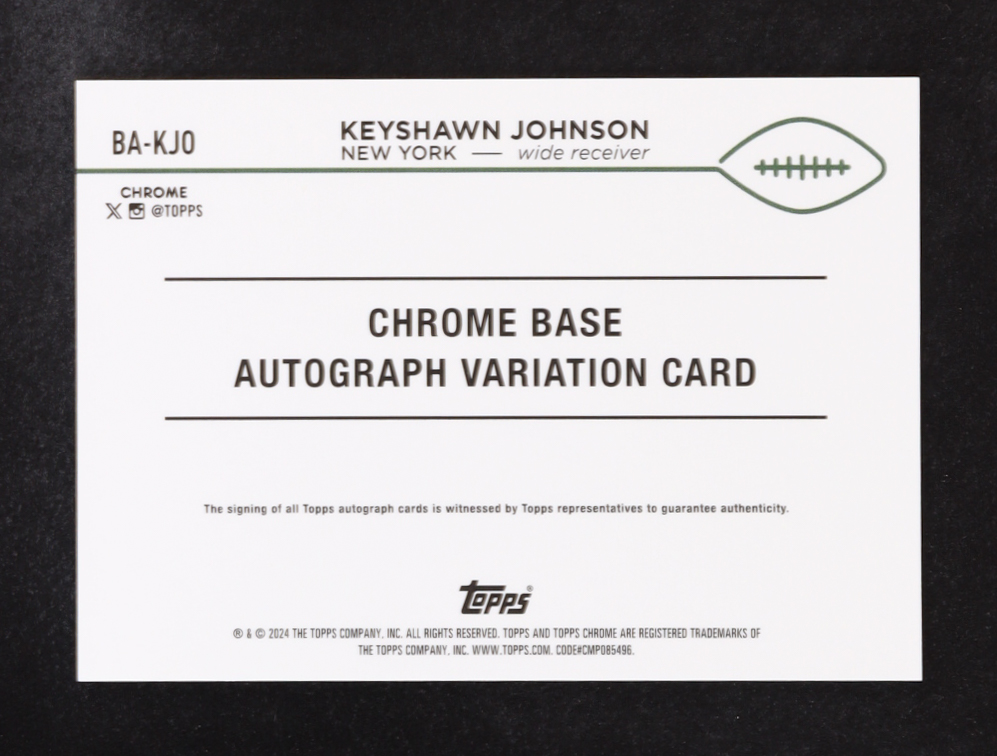 BA-KJO
KEYSHAWN JOHNSON
NEW YORK — wide receiver
CHROME
X @TOPPS
CHROME BASE
AUTOGRAPH VARIATION CARD
The signing of all Topps autograph cards is witnessed by Topps representatives to guarantee authenticity.
Topps®
® & © 2024 THE TOPPS COMPANY, INC. ALL RIGHTS RESERVED. TOPPS AND TOPPS CHROME ARE REGISTERED TRADEMARKS OF
THE TOPPS COMPANY, INC. WWW.TOPPS.COM. CODE#CMP085496.